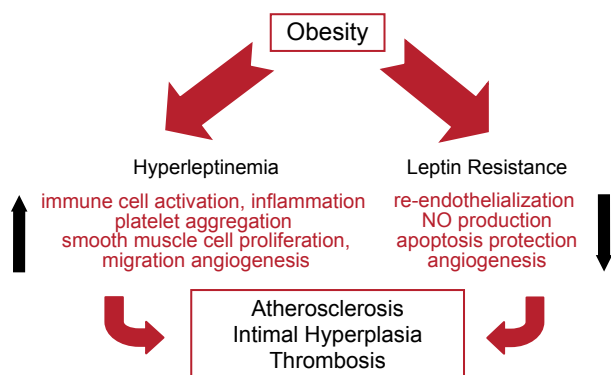 Obesity
Hyperleptinemia
immune cell activation, inflammation
platelet aggregation
smooth muscle cell proliferation,
migration angiogenesis
Leptin Resistance
re-endothelialization
NO production
apoptosis protection
angiogenesis
Atherosclerosis
Intimal Hyperplasia
Thrombosis